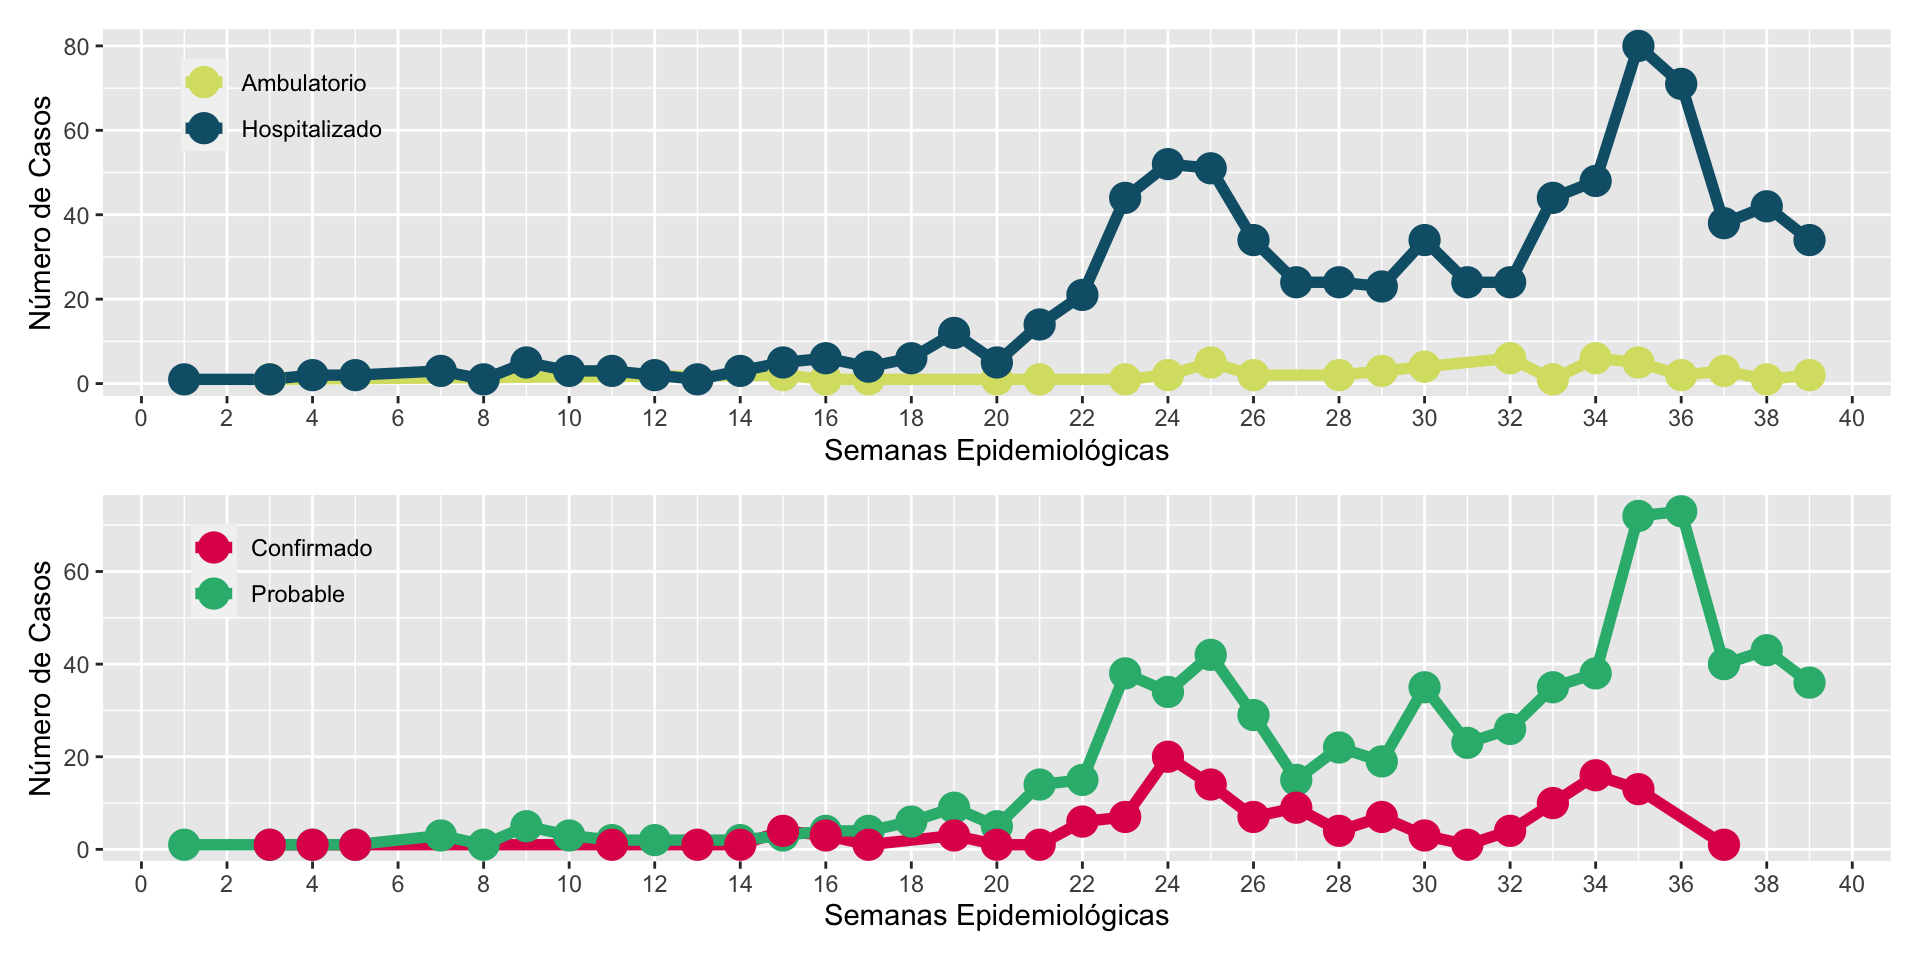 Número de Casos
80
60
40
20
0
Ambulatorio
Hospitalizado
0 2 4 6 8 10 12 14 16 18 20 22 24 26 28 30 32 34 36 38 40
Semanas Epidemiológicas
Número de Casos
60
40
20
0
Confirmado
Probable
0 2 4 6 8 10 12 14 16 18 20 22 24 26 28 30 32 34 36 38 40
Semanas Epidemiológicas